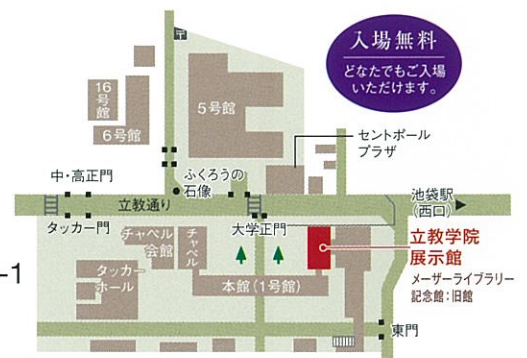 入場無料
どなたでもご入場
いただけます。
〒
16号館
6号館
5号館
セントポール
プラザ
中・高正門
ふくろうの
石像
池袋駅
(西口)
立教通り
タッカー門
大学正門
チャペル
会館
チャペル
立教学院
展示館
メーザーライブラリー
記念館:旧館
-1
タッカー
ホール
本館(1号館)
東門